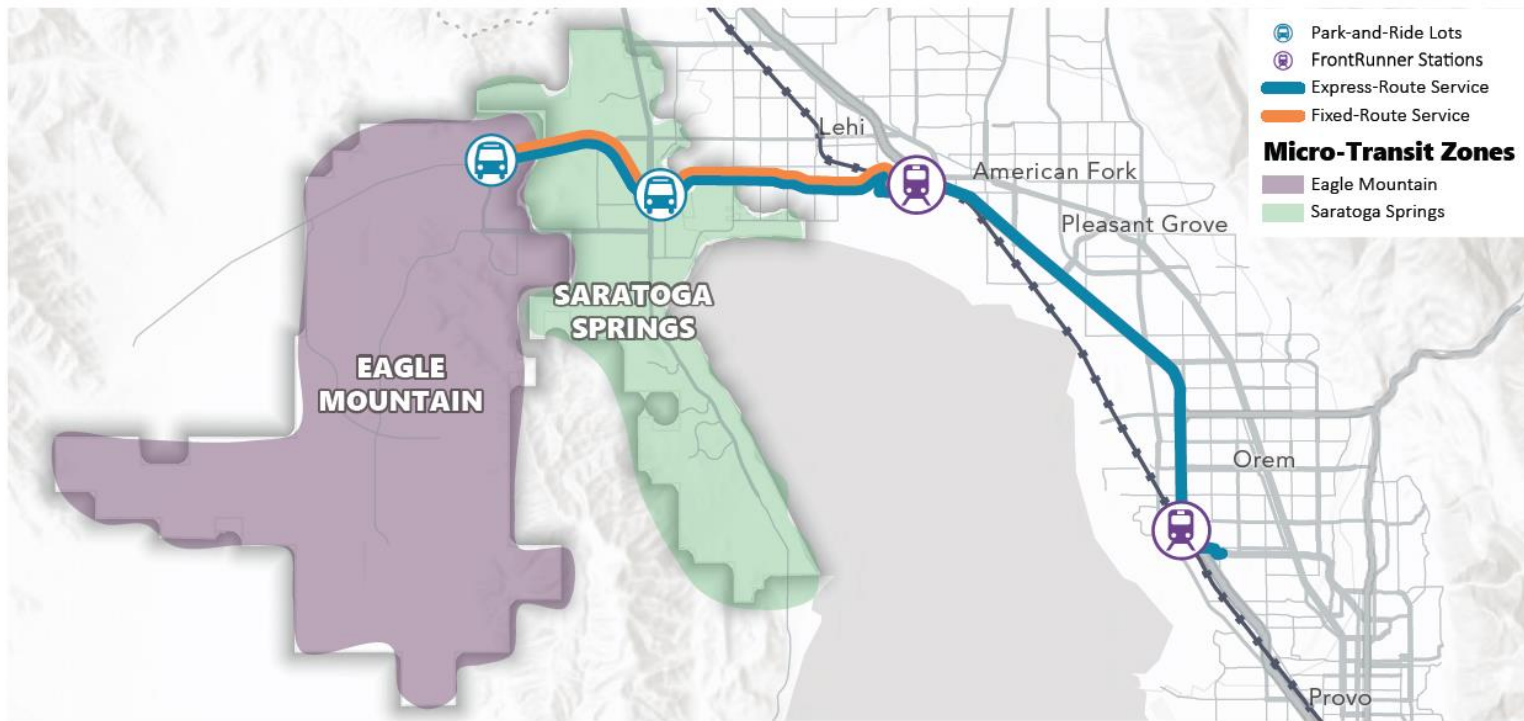 Park-and-Ride Lots
FrontRunner Stations
Express-Route Service
Fixed-Route Service
Micro-Transit Zones
Eagle Mountain
Saratoga Springs
Lehi
American Fork
Pleasant Grove
SARATOGA
SPRINGS
EAGLE
MOUNTAIN
Orem
Provo